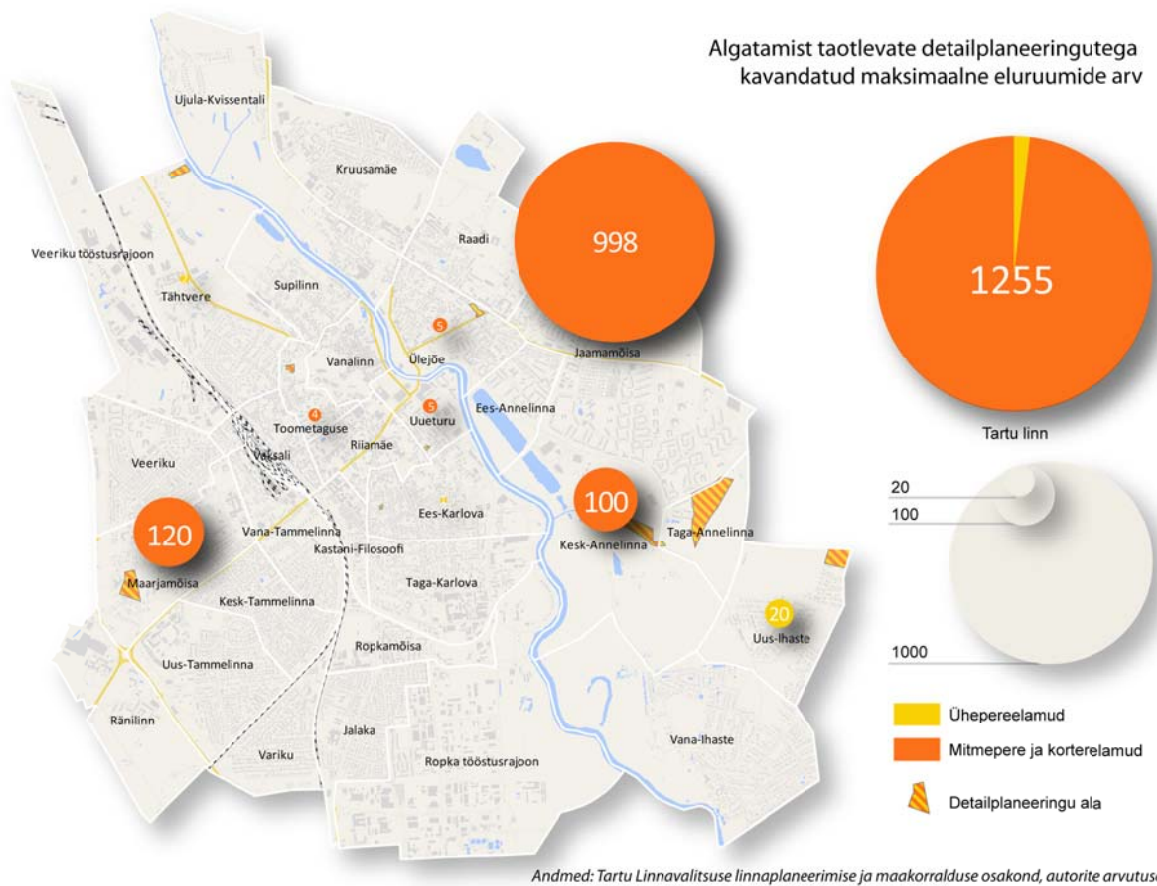 Algatamist taotlevate detailplaneeringutega
kavandatud maksimaalne eluruumide arv
Ujula-Kvissentali
Kruusamäe
Raadi
998
Veeriku tööstusrajoon
Tähtvere
Supilinn
1255
5
Vanalinn
Ülejõe
Jaamamõisa
4
5
Ees-Annelinna
Toometaguse
Uueturu
Riiamäe
Tartu linn
Veeriku
Vaksali
20
100
120
100
Ees-Karlova
Vana-Tammelinna
Kesk-Annelinna
Taga-Annelinna
Kastani-Filosoofi
Maarjamõisa
Taga-Karlova
Kesk-Tammelinna
20
Uus-Ihaste
Ropkamõisa
Uus-Tammelinna
1000
Ränilinn
Jalaka
Variku
Vana-Ihaste
Ropka tööstusrajoon
Ühepereelamud
Mitmepere ja korterelamud
Detailplaneeringu ala
Andmed: Tartu Linnavalitsuse linnaplaneerimise ja maakorralduse osakond, autorite arvutuse